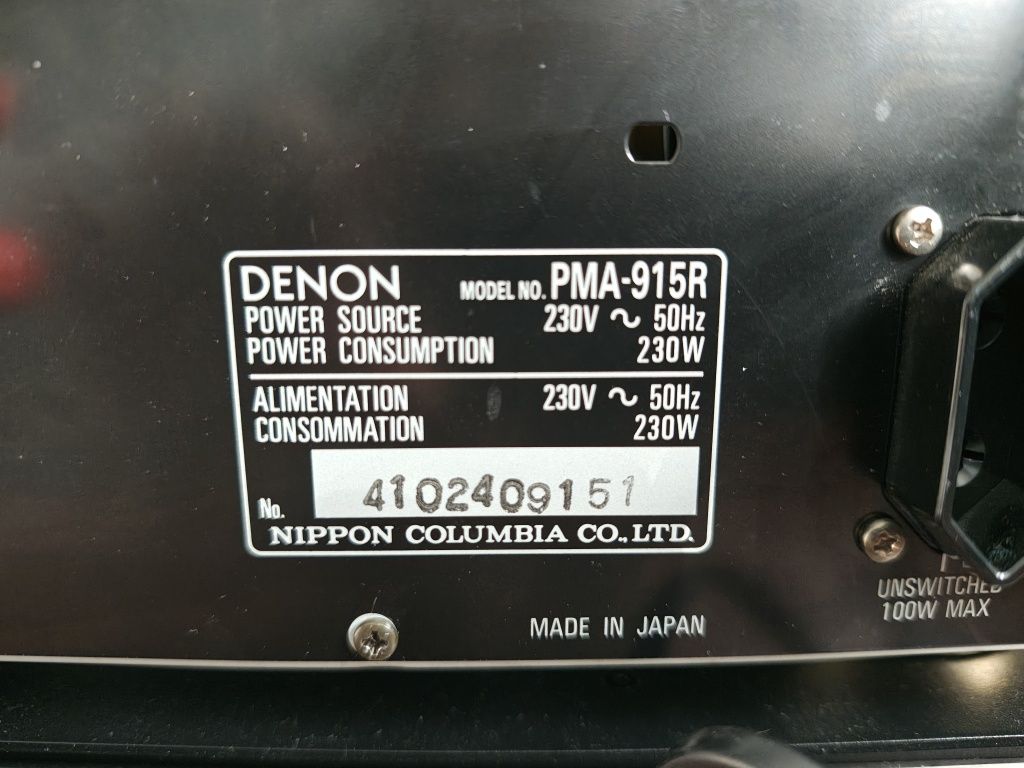 DENON MODEL NO. PMA-915R
POWER SOURCE 230V ~ 50Hz
POWER CONSUMPTION 230W
ALIMENTATION 230V ~ 50Hz
CONSOMMATION 230W
No. 4102409151
NIPPON COLUMBIA CO., LTD.
MADE IN JAPAN
UNSWITCHED
100W MAX